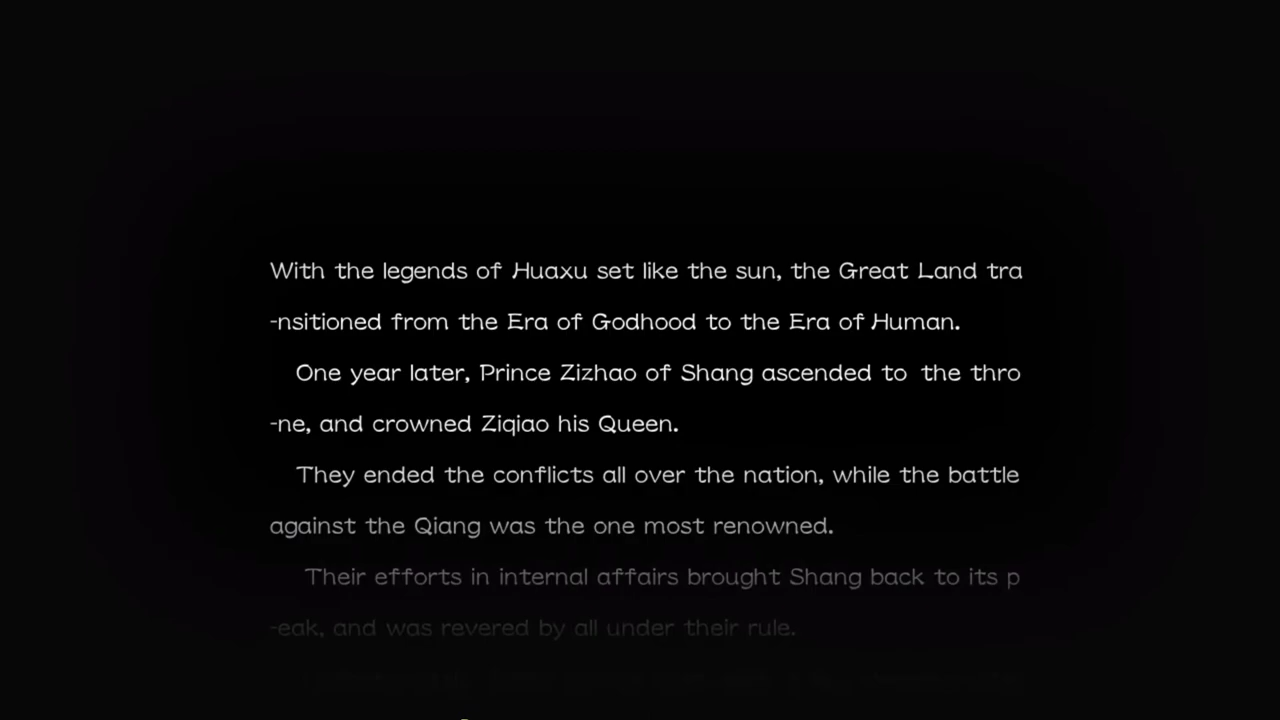 With the legends of Huaxu set like the sun, the Great Land tra
-nsitioned from the Era of Godhood to the Era of Human.
One year later, Prince Zizhao of Shang ascended to the thro
-ne, and crowned Ziqiao his Queen.
They ended the conflicts all over the nation, while the battle
against the Qiang was the one most renowned.
Their efforts in internal affairs brought Shang back to its p
-eak, and was revered by all under their rule.